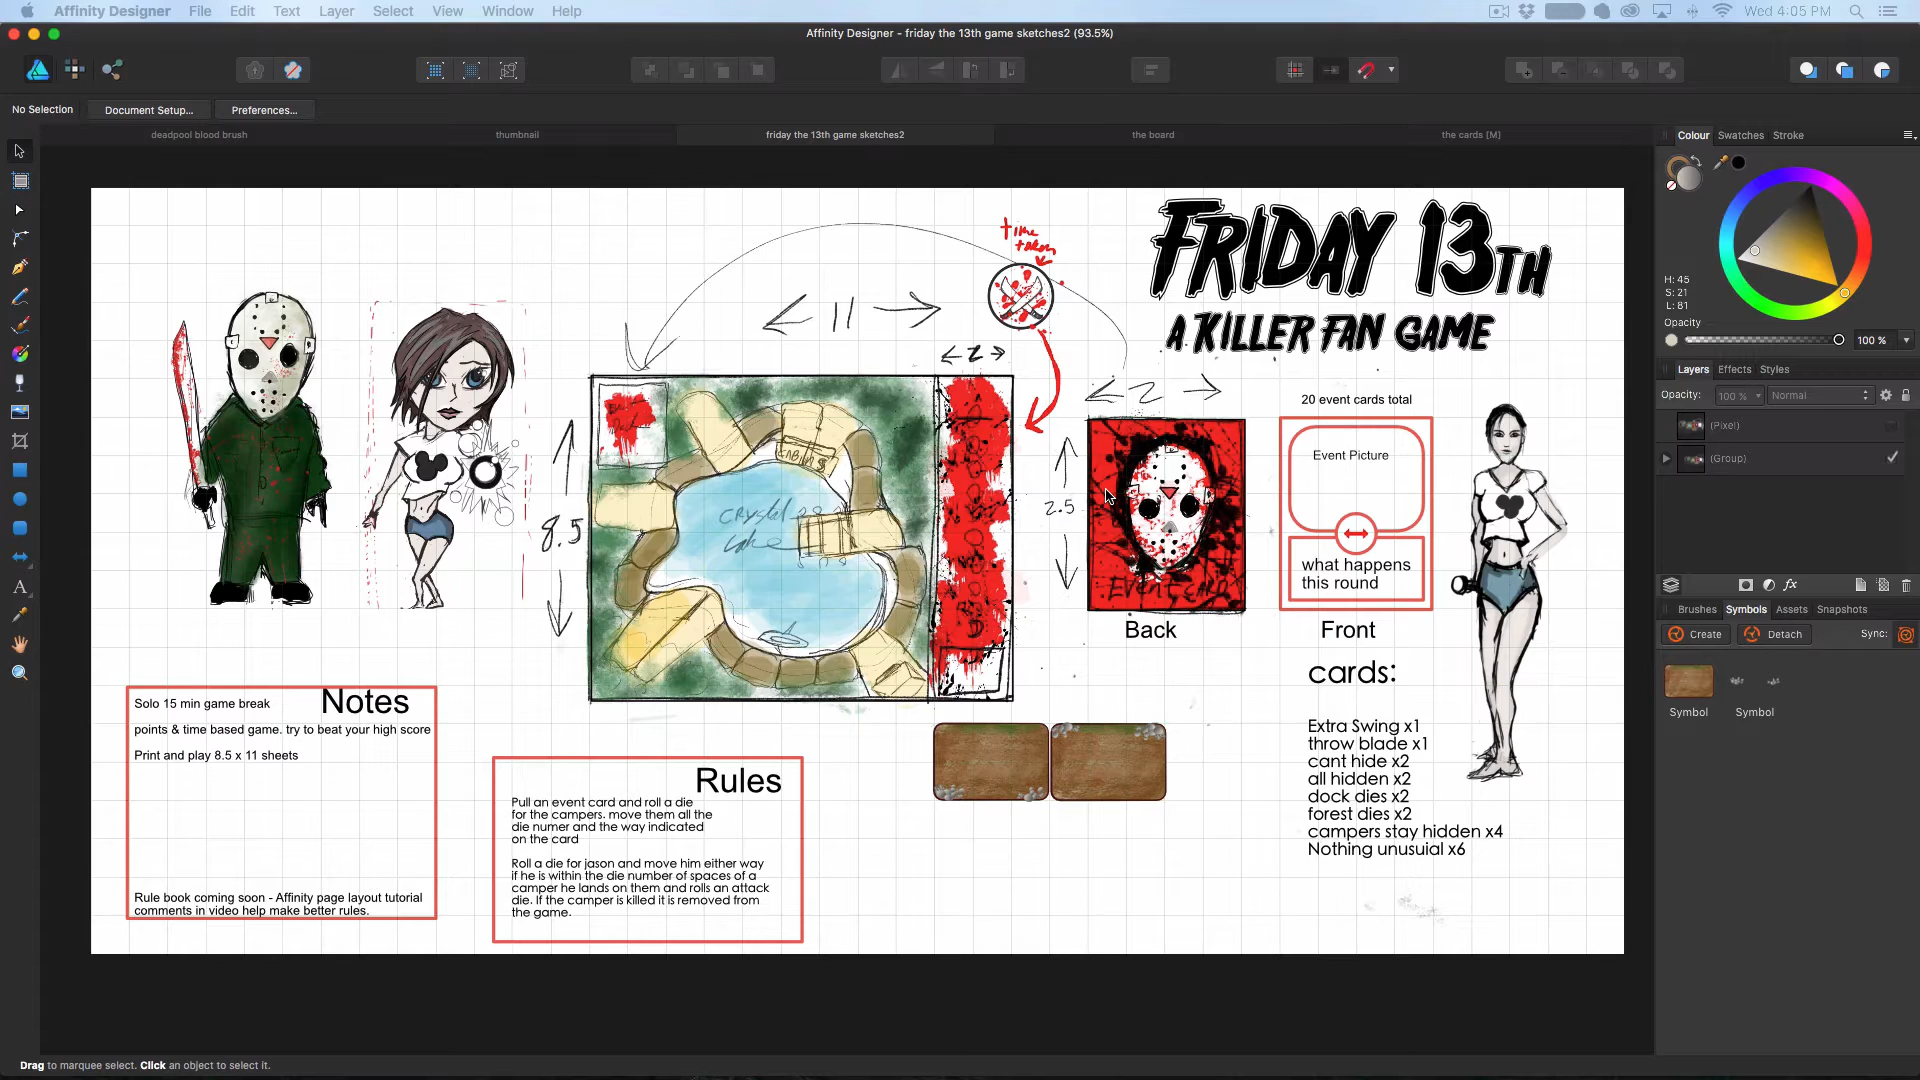 Affinity Designer File Edit Text Layer Select View Window Help
Wed 4:05 PM
Affinity Designer - friday the 13th game sketches2 (93.5%)
No Selection Document Setup... Preferences...
deadpool blood brush
thumbnail
friday the 13th game sketches2
the board
the cards [M]
Colour Swatches Stroke
H: 45
S: 21
L: 81
Opacity
100 %
Layers Effects Styles
Opacity: 100 % Normal
(Pixel)
(Group)
Brushes Symbols Assets Snapshots
Create Detach Sync:
Symbol Symbol
time
taken
FRIDAY 13TH
A KILLER FAN GAME
11
2
2
8.5
2.5
CABINS
crystal
lake
20 event cards total
Event Picture
what happens
this round
Back
Front
cards:
Extra Swing x1
throw blade x1
cant hide x2
all hidden x2
dock dies x2
forest dies x2
campers stay hidden x4
Nothing unusuial x6
Notes
Solo 15 min game break
points & time based game. try to beat your high score
Print and play 8.5 x 11 sheets
Rule book coming soon - Affinity page layout tutorial
comments in video help make better rules.
Rules
Pull an event card and roll a die
for the campers. move them all the
die numer and the way indicated
on the card
Roll a die for jason and move him either way
if he is within the die number of spaces of a
camper he lands on them and rolls an attack
die. If the camper is killed it is removed from
the game.
Drag to marquee select. Click an object to select it.